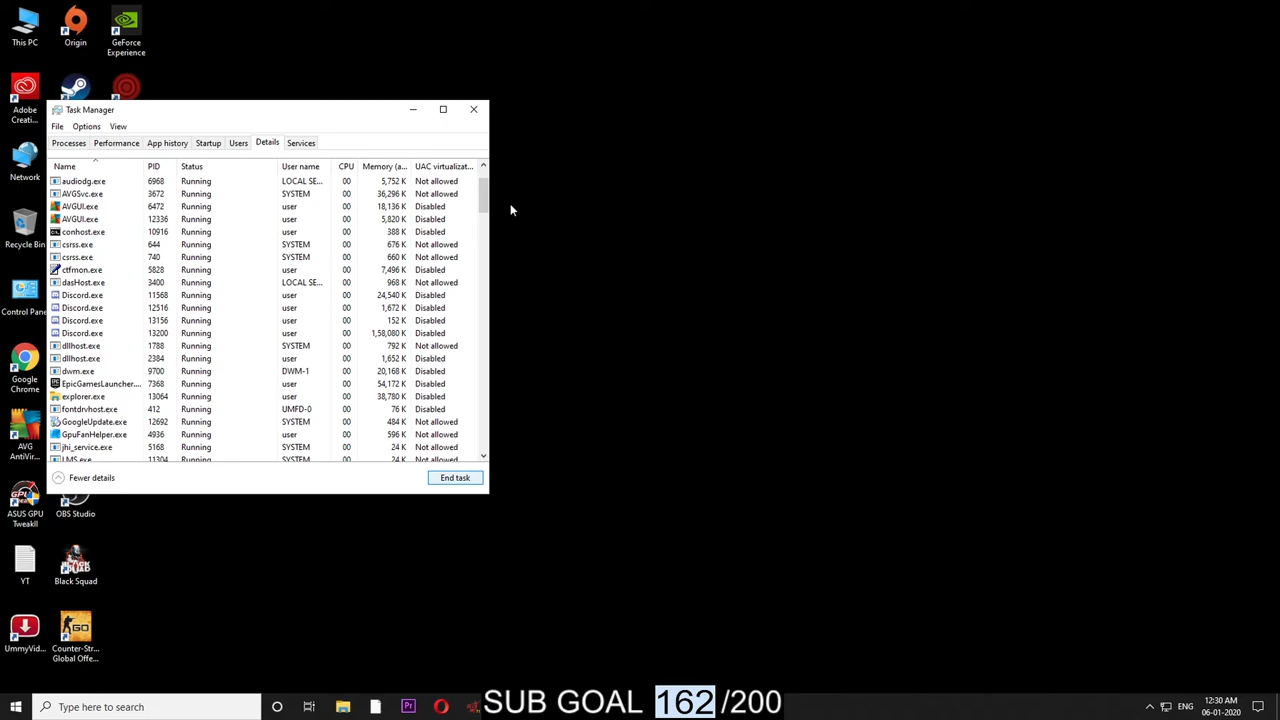 This PC
Origin
GeForce
Experience
Adobe
Creati...
Network
Recycle Bin
Control Pane
Google
Chrome
AVG
AntiVir...
ASUS GPU
TweakII
OBS Studio
YT
Black Squad
UmmyVid...
Counter-Str...
Global Offe...
Task Manager
File Options View
Processes Performance App history Startup Users Details Services
Name PID Status User name CPU Memory (a... UAC virtualizat...
audiodg.exe 6968 Running LOCAL SE... 00 5,752 K Not allowed
AVGSvc.exe 3672 Running SYSTEM 00 36,296 K Not allowed
AVGUI.exe 6472 Running user 00 18,136 K Disabled
AVGUI.exe 12336 Running user 00 5,820 K Disabled
conhost.exe 10916 Running user 00 388 K Disabled
csrss.exe 644 Running SYSTEM 00 676 K Not allowed
csrss.exe 740 Running SYSTEM 00 660 K Not allowed
ctfmon.exe 5828 Running user 00 7,496 K Disabled
dasHost.exe 3400 Running LOCAL SE... 00 968 K Not allowed
Discord.exe 11568 Running user 00 24,540 K Disabled
Discord.exe 12516 Running user 00 1,672 K Disabled
Discord.exe 13156 Running user 00 152 K Disabled
Discord.exe 13200 Running user 00 1,58,080 K Disabled
dllhost.exe 1788 Running SYSTEM 00 792 K Not allowed
dllhost.exe 2384 Running user 00 1,652 K Disabled
dwm.exe 9700 Running DWM-1 00 20,168 K Disabled
EpicGamesLauncher.... 7368 Running user 00 54,172 K Disabled
explorer.exe 13064 Running user 00 38,780 K Disabled
fontdrvhost.exe 412 Running UMFD-0 00 76 K Disabled
GoogleUpdate.exe 12692 Running SYSTEM 00 484 K Not allowed
GpuFanHelper.exe 4936 Running user 00 596 K Not allowed
jhi_service.exe 5168 Running SYSTEM 00 24 K Not allowed
LMS.exe 11304 Running SYSTEM 00 24 K Not allowed
Fewer details
End task
Type here to search
Pr
SUB GOAL 162 /200
ENG
12:30 AM
06-01-2020